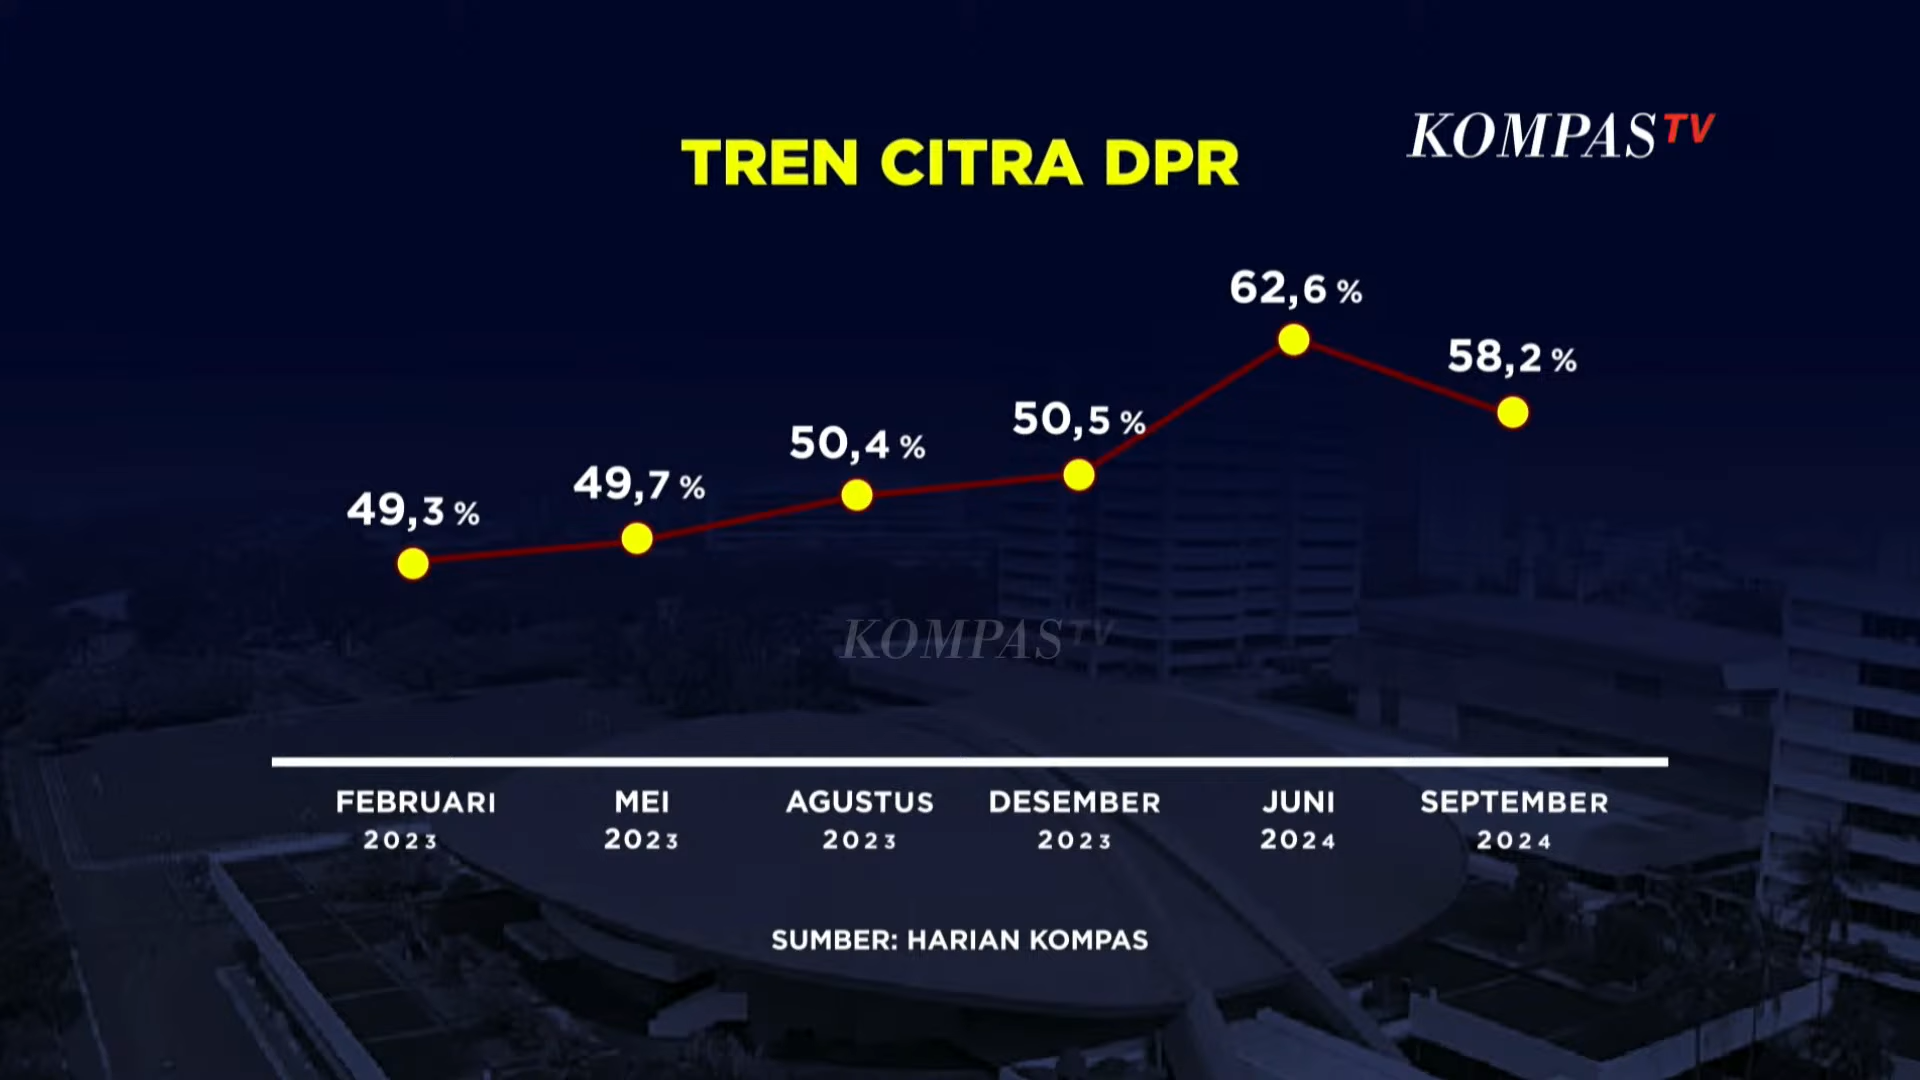 KOMPAS TV
TREN CITRA DPR
62,6 %
58,2 %
50,5 %
50,4 %
49,7 %
49,3 %
KOMPAS TV
FEBRUARI MEI AGUSTUS DESEMBER JUNI SEPTEMBER
2023 2023 2023 2023 2024 2024
SUMBER: HARIAN KOMPAS